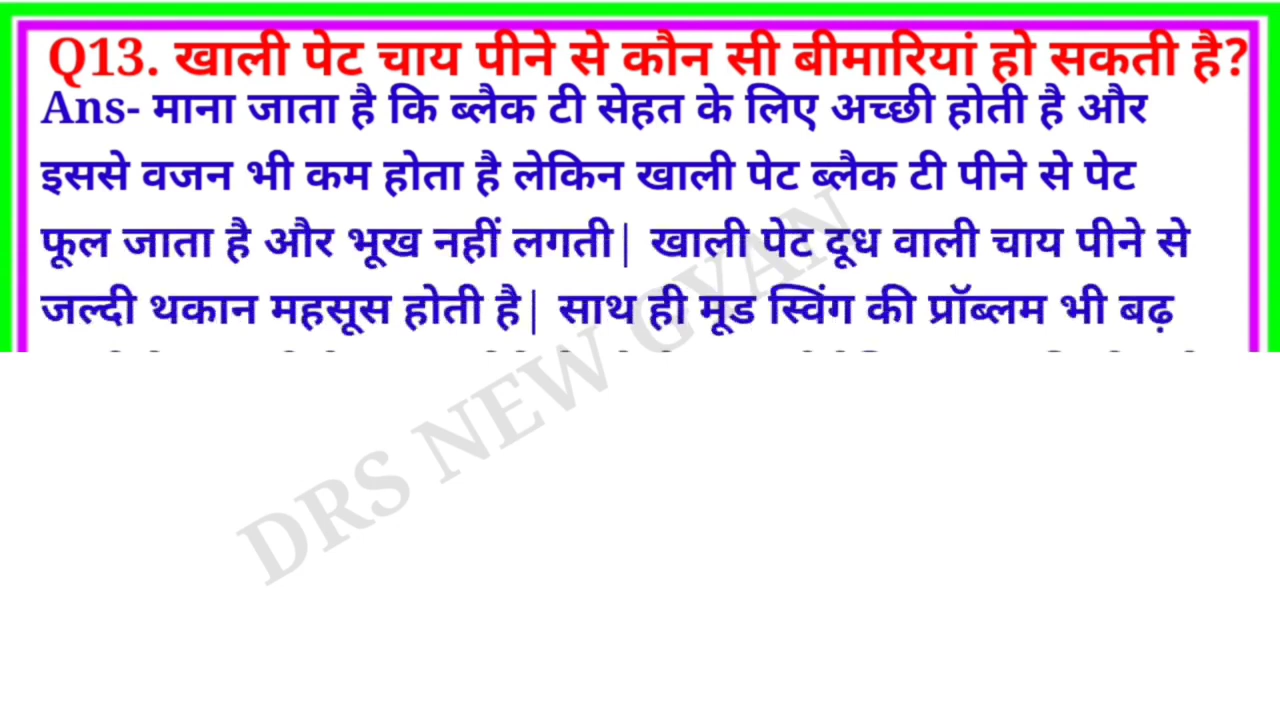 Q13. खाली पेट चाय पीने से कौन सी बीमारियां हो सकती है?
Ans- माना जाता है कि ब्लैक टी सेहत के लिए अच्छी होती है और
इससे वजन भी कम होता है लेकिन खाली पेट ब्लैक टी पीने से पेट
फूल जाता है और भूख नहीं लगती| खाली पेट दूध वाली चाय पीने से
जल्दी थकान महसूस होती है| साथ ही मूड स्विंग की प्रॉब्लम भी बढ़
DRS NEW GYAN